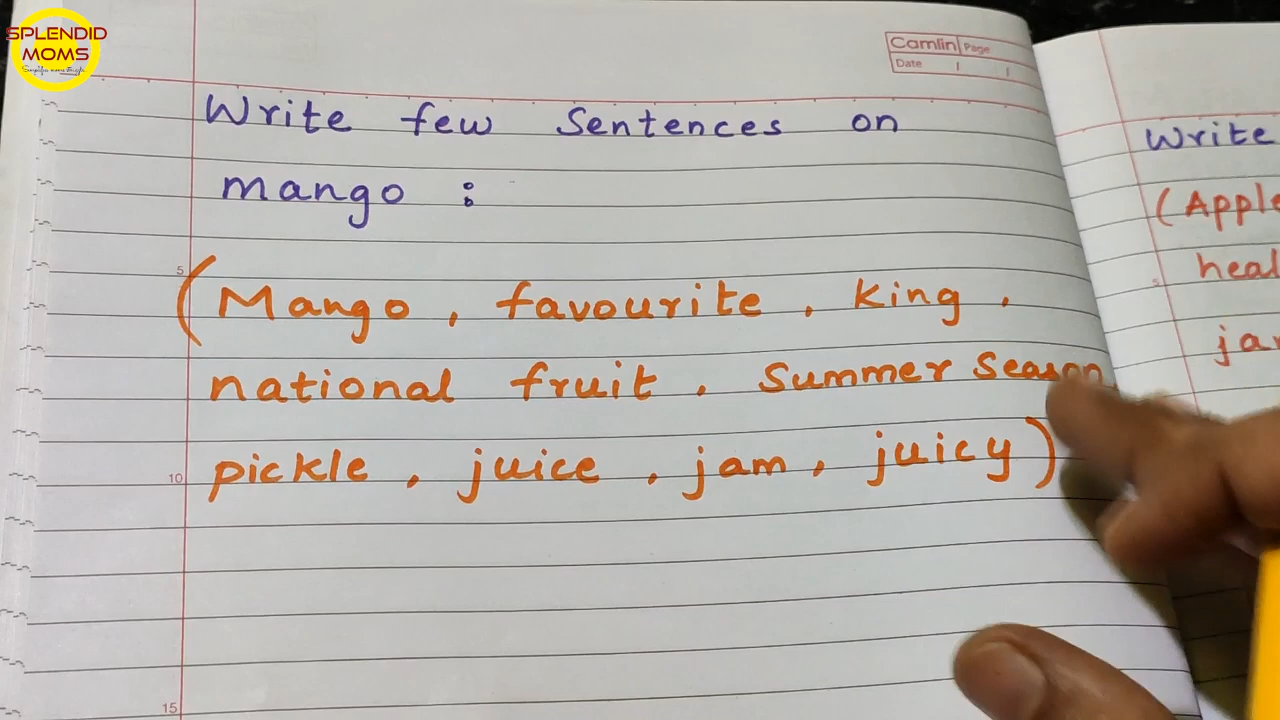 SPLENDID
MOMS
Camlin Page
Date
Write few Sentences on
mango :
5
(Mango, favourite, King,
national fruit, Summer Season,
pickle, juice, jam, juicy)
10
15
Write
(Apple
heal
jam